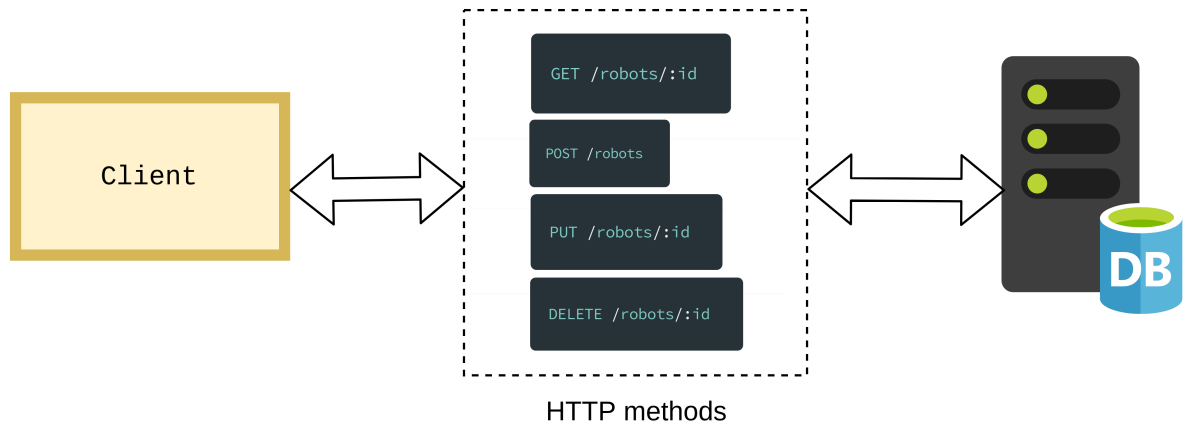 Client
GET /robots/:id
POST /robots
PUT /robots/:id
DELETE /robots/:id
DB
HTTP methods